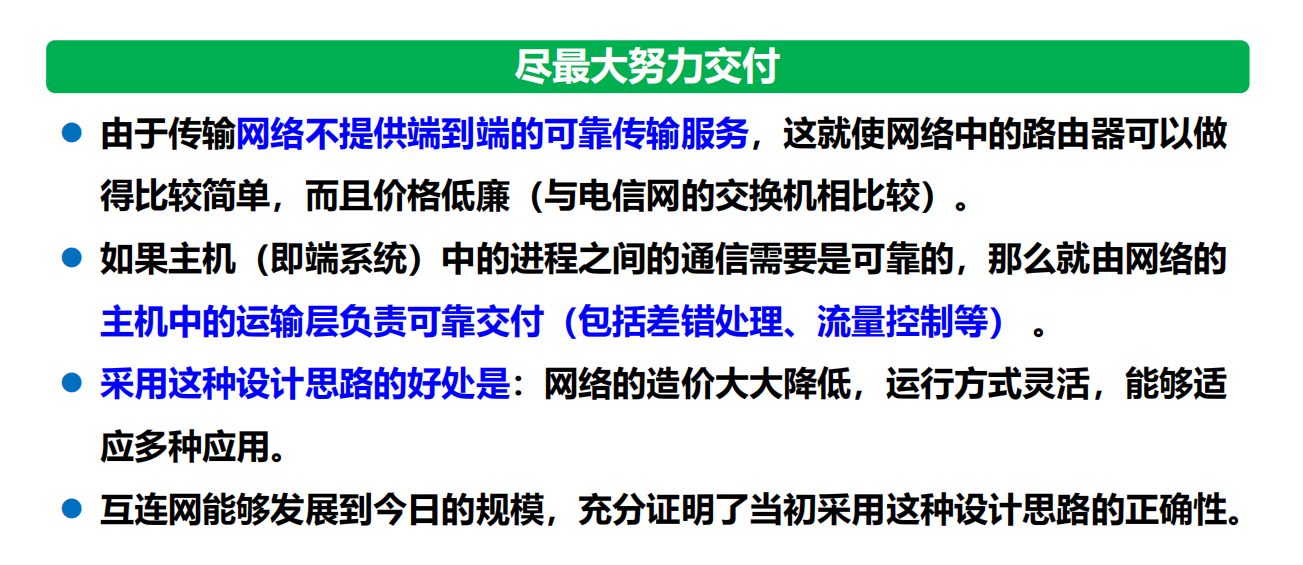 尽最大努力交付
由于传输网络不提供端到端的可靠传输服务，这就使网络中的路由器可以做
得比较简单，而且价格低廉（与电信网的交换机相比较）。
如果主机（即端系统）中的进程之间的通信需要是可靠的，那么就由网络的
主机中的运输层负责可靠交付（包括差错处理、流量控制等） 。
采用这种设计思路的好处是：网络的造价大大降低，运行方式灵活，能够适
应多种应用。
互连网能够发展到今日的规模，充分证明了当初采用这种设计思路的正确性。